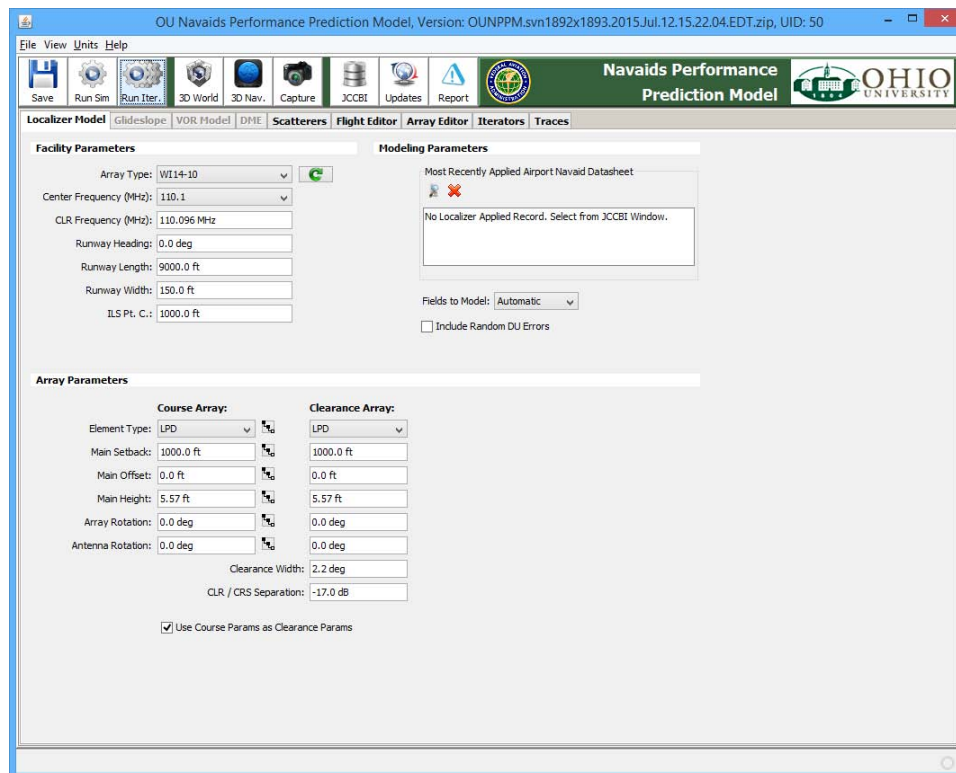 OU Navaids Performance Prediction Model, Version: OUNPPM.svn1892x1893.2015Jul.12.15.22.04.EDT.zip, UID: 50
File View Units Help
Save Run Sim Run Iter. 3D World 3D Nav. Capture JCCBI Updates Report
Navaids Performance
Prediction Model
OHIO
UNIVERSITY
1804
Localizer Model Glideslope VOR Model DME Scatterers Flight Editor Array Editor Iterators Traces
Facility Parameters
Array Type: WI14-10
Center Frequency (MHz): 110.1
CLR Frequency (MHz): 110.096 MHz
Runway Heading: 0.0 deg
Runway Length: 9000.0 ft
Runway Width: 150.0 ft
ILS Pt. C.: 1000.0 ft
Modeling Parameters
Most Recently Applied Airport Navaid Datasheet
No Localizer Applied Record. Select from JCCBI Window.
Fields to Model: Automatic
Include Random DU Errors
Array Parameters
Course Array: Clearance Array:
Element Type: LPD LPD
Main Setback: 1000.0 ft 1000.0 ft
Main Offset: 0.0 ft 0.0 ft
Main Height: 5.57 ft 5.57 ft
Array Rotation: 0.0 deg 0.0 deg
Antenna Rotation: 0.0 deg 0.0 deg
Clearance Width: 2.2 deg
CLR / CRS Separation: -17.0 dB
Use Course Params as Clearance Params